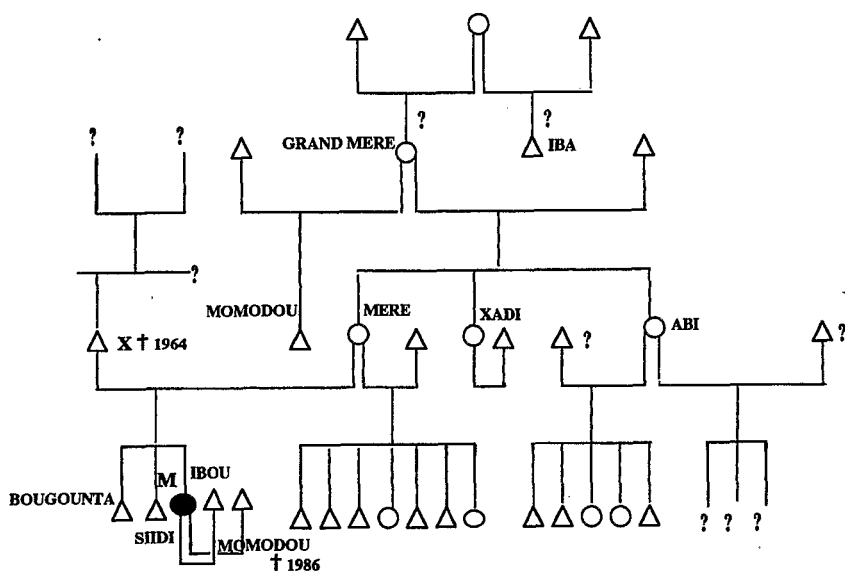 ? ?
GRAND MERE
IBA
? ?
?
MOMODOU
MERE
XADI
ABI
X † 1964
?
?
M
IBOU
BOUGOUNTA
SIIDI
MOMODOU
† 1986
? ? ?